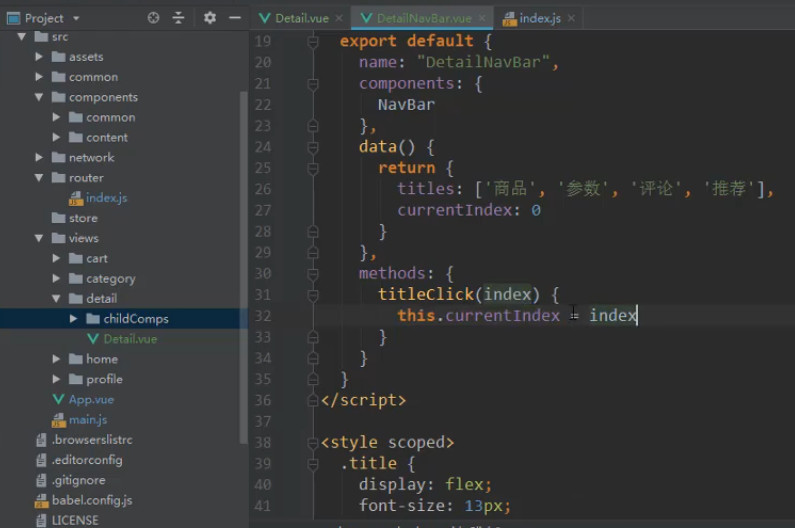 Project
Detail.vue
DetailNavBar.vue
index.js
src
assets
common
components
common
content
network
router
index.js
store
views
cart
category
detail
childComps
Detail.vue
home
profile
App.vue
main.js
.browserslistrc
.editorconfig
.gitignore
babel.config.js
LICENSE
19 export default {
20 name: "DetailNavBar",
21 components: {
22 NavBar
23 },
24 data() {
25 return {
26 titles: ['商品', '参数', '评论', '推荐'],
27 currentIndex: 0
28 }
29 },
30 methods: {
31 titleClick(index) {
32 this.currentIndex = index
33 }
34 }
35 }
36 </script>
37
38 <style scoped>
39 .title {
40 display: flex;
41 font-size: 13px;